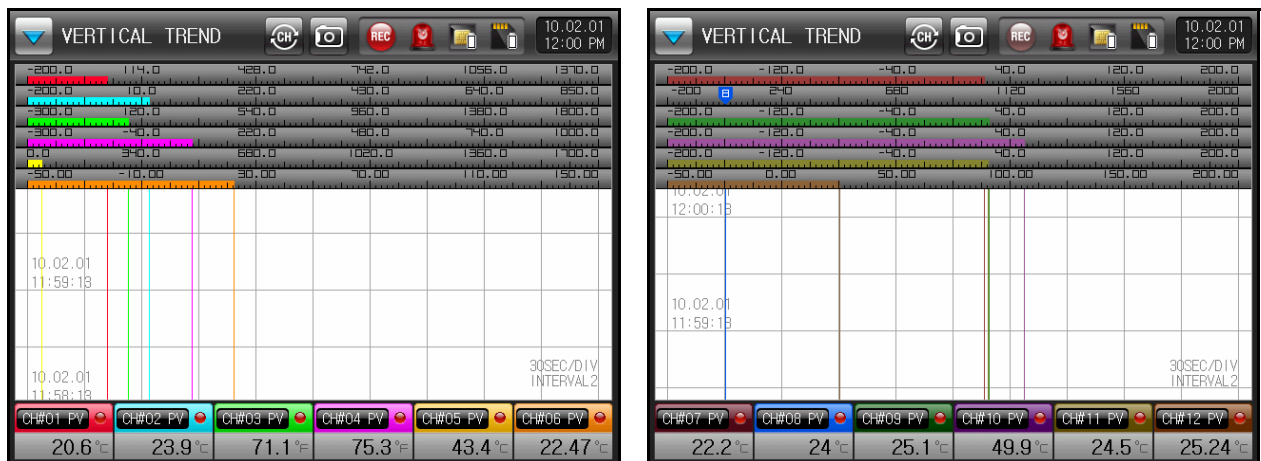 VERTICAL TREND CH REC 10.02.01
12:00 PM
-200.0 114.0 428.0 742.0 1056.0 1370.0
-200.0 10.0 220.0 430.0 640.0 850.0
-300.0 120.0 540.0 960.0 1380.0 1800.0
-300.0 -40.0 220.0 480.0 740.0 1000.0
0.0 340.0 680.0 1020.0 1360.0 1700.0
-50.00 -10.00 30.00 70.00 110.00 150.00
10.02.01
11:59:13
30SEC/DIV
10.02.01 INTERVAL2
11:58:13
CH#01 PV CH#02 PV CH#03 PV CH#04 PV CH#05 PV CH#06 PV
20.6℃ 23.9℃ 71.1℉ 75.3℉ 43.4℃ 22.47℃
VERTICAL TREND CH REC 10.02.01
12:00 PM
-200.0 -120.0 -40.0 40.0 120.0 200.0
-200 8 240 680 1120 1560 2000
-200.0 -120.0 -40.0 40.0 120.0 200.0
-200.0 -120.0 -40.0 40.0 120.0 200.0
-200.0 -120.0 -40.0 40.0 120.0 200.0
-50.00 0.00 50.00 100.00 150.00 200.00
10.02.01
12:00:13
10.02.01
11:59:13
30SEC/DIV
INTERVAL2
CH#07 PV CH#08 PV CH#09 PV CH#10 PV CH#11 PV CH#12 PV
22.2℃ 24℃ 25.1℃ 49.9℃ 24.5℃ 25.24℃